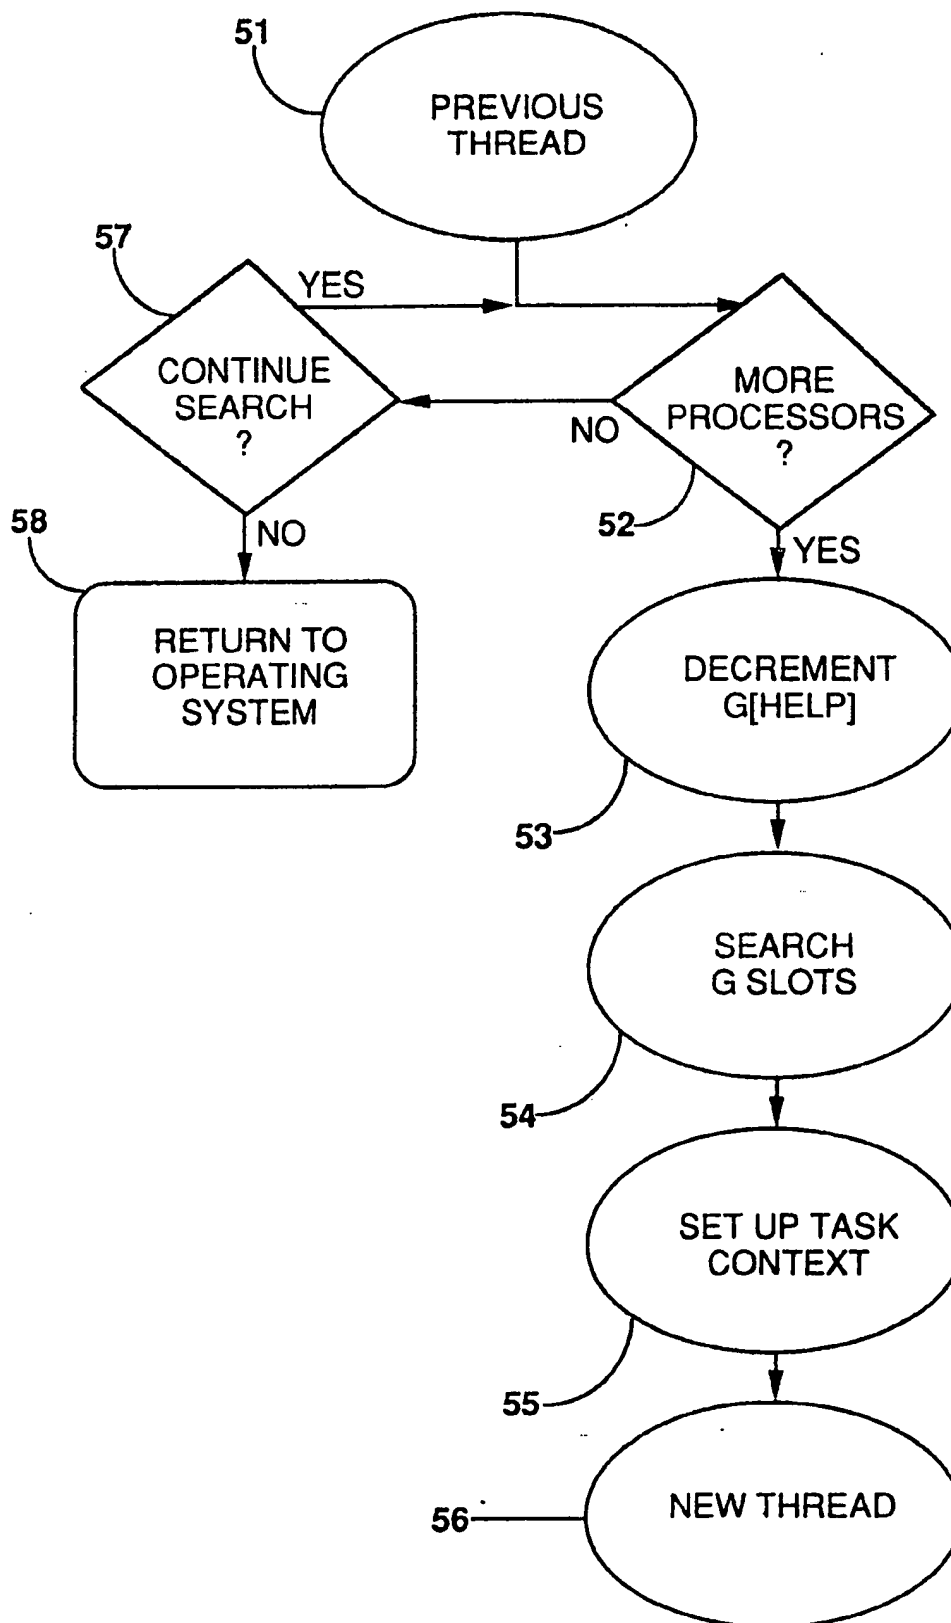 51
PREVIOUS
THREAD
57
YES
CONTINUE
SEARCH
?
MORE
PROCESSORS
?
NO
52
58
NO
YES
RETURN TO
OPERATING
SYSTEM
DECREMENT
G[HELP]
53
SEARCH
G SLOTS
54
SET UP TASK
CONTEXT
55
NEW THREAD
56